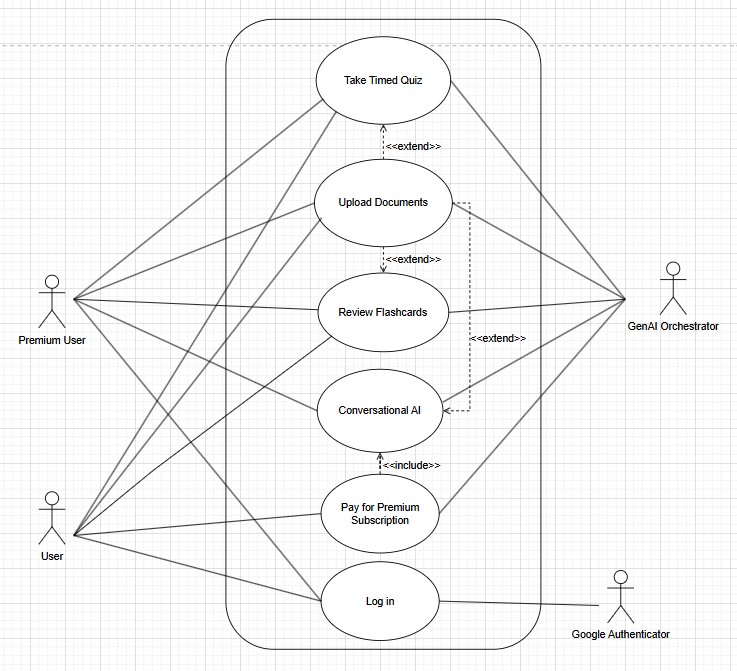 Take Timed Quiz
<<extend>>
Upload Documents
<<extend>>
Review Flashcards
Premium User
GenAI Orchestrator
<<extend>>
Conversational AI
<<include>>
Pay for Premium
Subscription
User
Log in
Google Authenticator